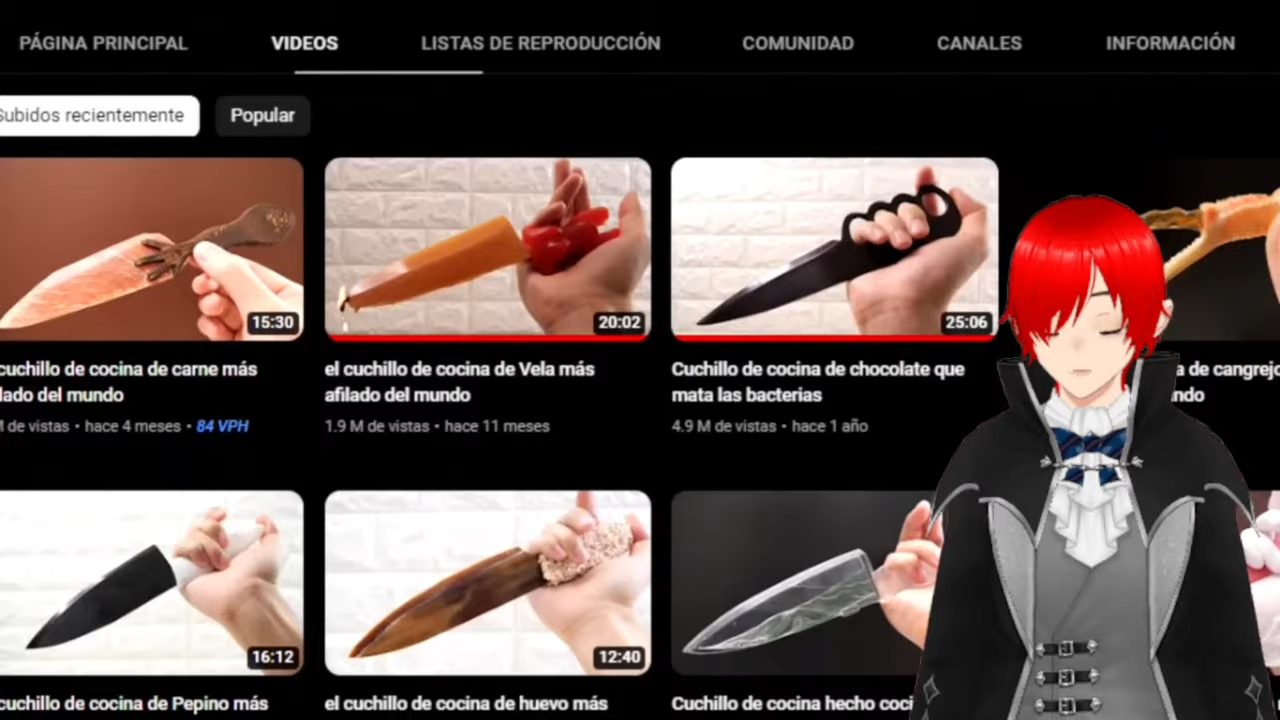 PÁGINA PRINCIPAL VIDEOS LISTAS DE REPRODUCCIÓN COMUNIDAD CANALES INFORMACIÓN
Subidos recientemente Popular
15:30 20:02 25:06
cuchillo de cocina de carne más el cuchillo de cocina de Vela más Cuchillo de cocina de chocolate que a de cangrejo
lado del mundo afilado del mundo mata las bacterias ndo
M de vistas • hace 4 meses • 84 VPH 1.9 M de vistas • hace 11 meses 4.9 M de vistas • hace 1 año
16:12 12:40
cuchillo de cocina de Pepino más el cuchillo de cocina de huevo más Cuchillo de cocina hecho